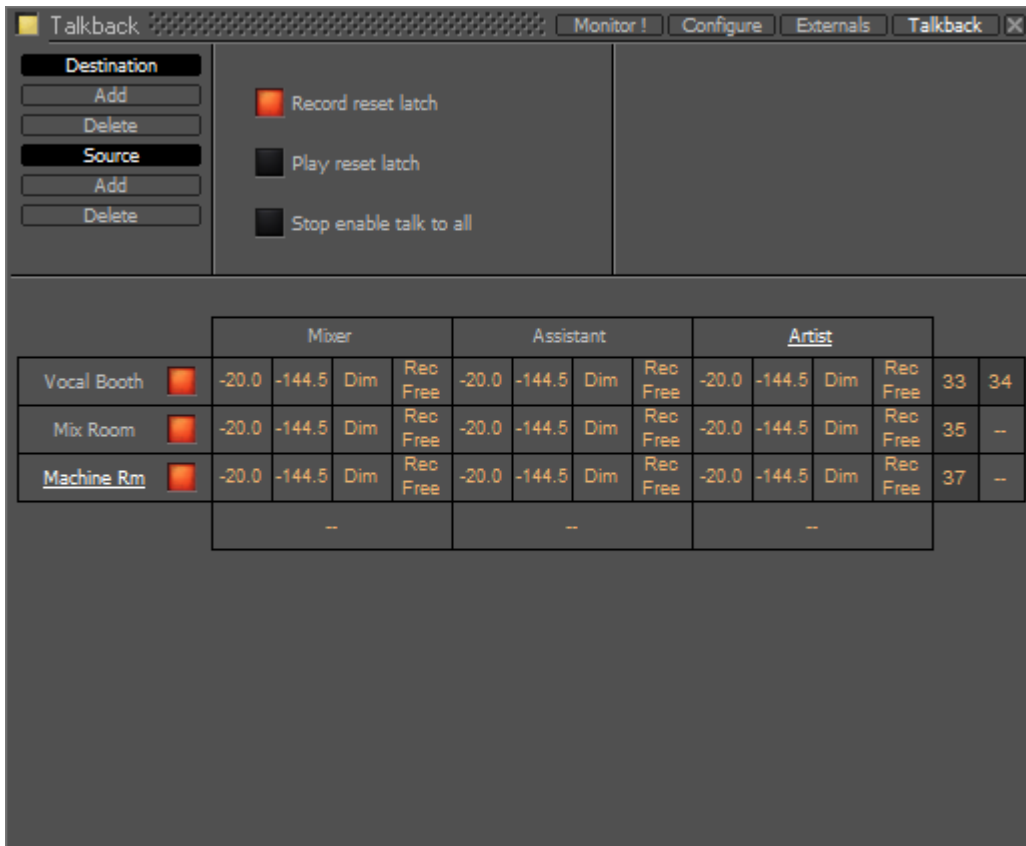 Talkback Monitor ! Configure Externals Talkback X
Destination
Add
Delete
Source
Add
Delete
Record reset latch
Play reset latch
Stop enable talk to all
Mixer Assistant Artist
Vocal Booth -20.0 -144.5 Dim Rec Free -20.0 -144.5 Dim Rec Free -20.0 -144.5 Dim Rec Free 33 34
Mix Room -20.0 -144.5 Dim Rec Free -20.0 -144.5 Dim Rec Free -20.0 -144.5 Dim Rec Free 35 --
Machine Rm -20.0 -144.5 Dim Rec Free -20.0 -144.5 Dim Rec Free -20.0 -144.5 Dim Rec Free 37 --
-- -- --